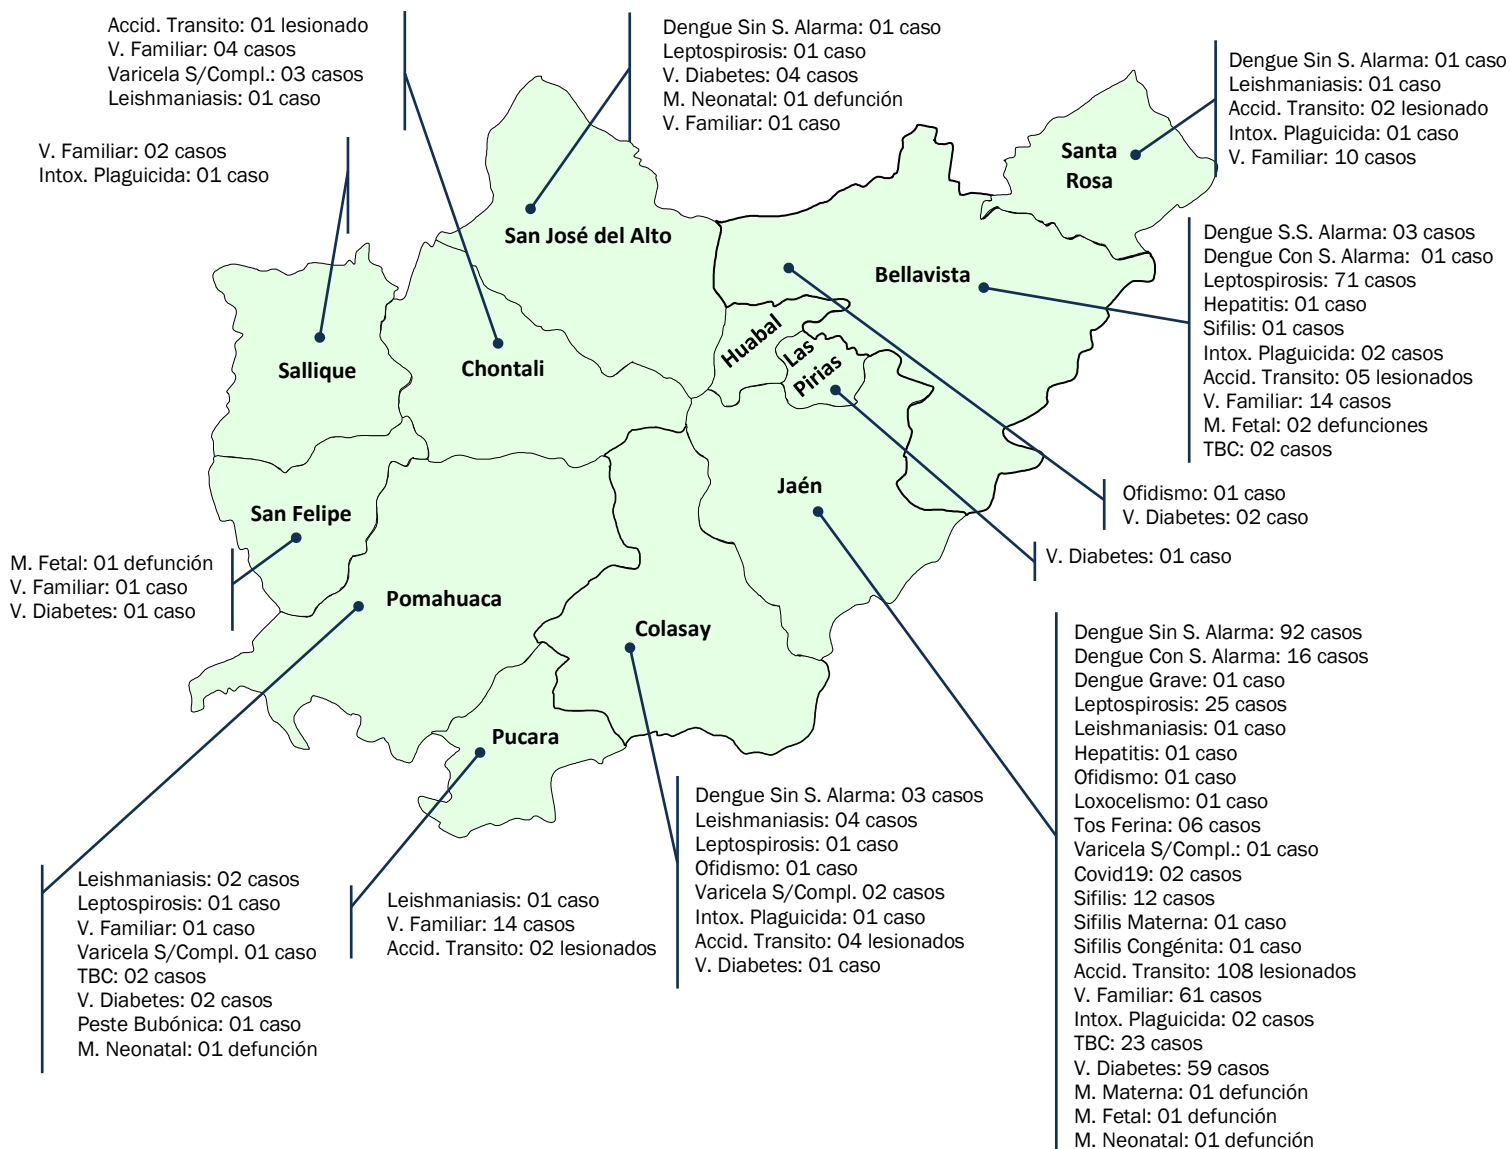 Accid. Transito: 01 lesionado
V. Familiar: 04 casos
Varicela S/Compl.: 03 casos
Leishmaniasis: 01 caso
Dengue Sin S. Alarma: 01 caso
Leptospirosis: 01 caso
V. Diabetes: 04 casos
M. Neonatal: 01 defunción
V. Familiar: 01 caso
Dengue Sin S. Alarma: 01 caso
Leishmaniasis: 01 caso
Accid. Transito: 02 lesionado
Intox. Plaguicida: 01 caso
V. Familiar: 10 casos
V. Familiar: 02 casos
Intox. Plaguicida: 01 caso
Santa
Rosa
San José del Alto
Bellavista
Dengue S.S. Alarma: 03 casos
Dengue Con S. Alarma:  01 caso
Leptospirosis: 71 casos
Hepatitis: 01 caso
Sifilis: 01 casos
Intox. Plaguicida: 02 casos
Accid. Transito: 05 lesionados
V. Familiar: 14 casos
M. Fetal: 02 defunciones
TBC: 02 casos
Huabal
Las
Pirias
Sallique
Chontali
Jaén
San Felipe
Ofidismo: 01 caso
V. Diabetes: 02 caso
V. Diabetes: 01 caso
M. Fetal: 01 defunción
V. Familiar: 01 caso
V. Diabetes: 01 caso
Pomahuaca
Colasay
Pucara
Dengue Sin S. Alarma: 92 casos
Dengue Con S. Alarma: 16 casos
Dengue Grave: 01 caso
Leptospirosis: 25 casos
Leishmaniasis: 01 caso
Hepatitis: 01 caso
Ofidismo: 01 caso
Loxocelismo: 01 caso
Tos Ferina: 06 casos
Varicela S/Compl.: 01 caso
Covid19: 02 casos
Sifilis: 12 casos
Sifilis Materna: 01 caso
Sifilis Congénita: 01 caso
Accid. Transito: 108 lesionados
V. Familiar: 61 casos
Intox. Plaguicida: 02 casos
TBC: 23 casos
V. Diabetes: 59 casos
M. Materna: 01 defunción
M. Fetal: 01 defunción
M. Neonatal: 01 defunción
Dengue Sin S. Alarma: 03 casos
Leishmaniasis: 04 casos
Leptospirosis: 01 caso
Ofidismo: 01 caso
Varicela S/Compl. 02 casos
Intox. Plaguicida: 01 caso
Accid. Transito: 04 lesionados
V. Diabetes: 01 caso
Leishmaniasis: 01 caso
V. Familiar: 14 casos
Accid. Transito: 02 lesionados
Leishmaniasis: 02 casos
Leptospirosis: 01 caso
V. Familiar: 01 caso
Varicela S/Compl. 01 caso
TBC: 02 casos
V. Diabetes: 02 casos
Peste Bubónica: 01 caso
M. Neonatal: 01 defunción